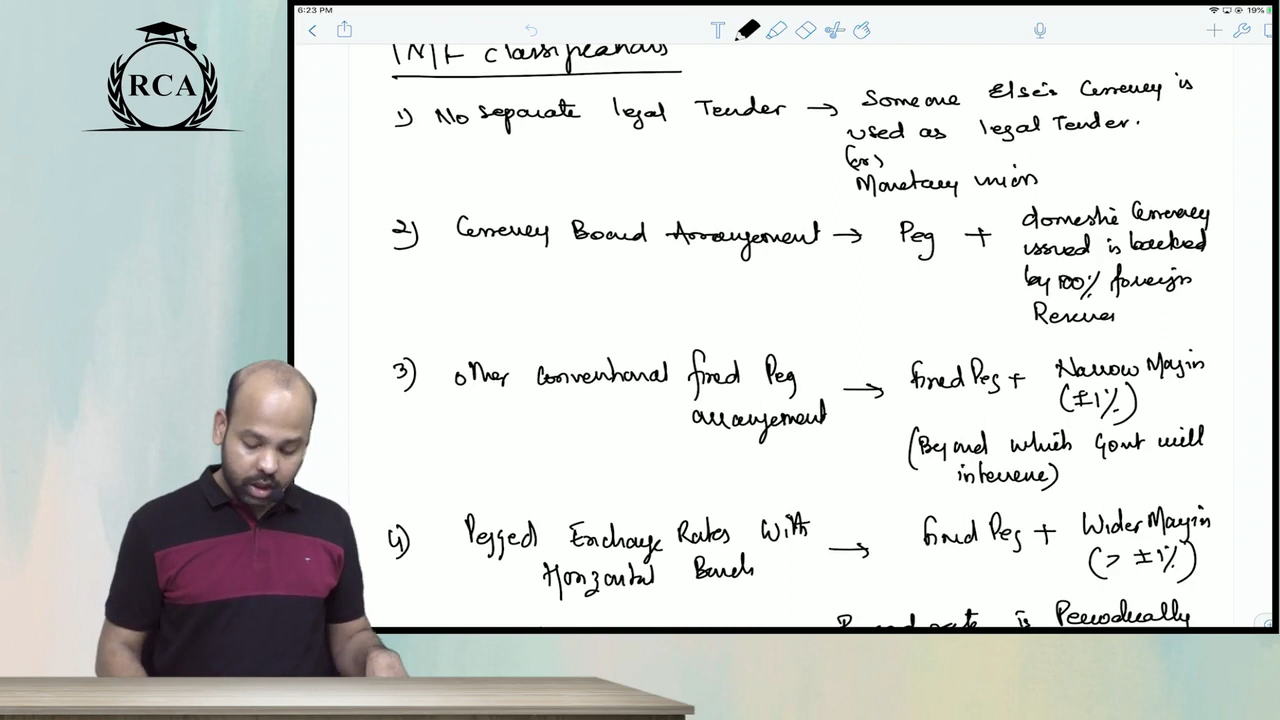 6:23 PM
19%
RCA
IMF Classifications
1) No separate legal Tender → Someone Else's Currency is
used as legal Tender.
(or)
Monetary union
2) Currency Board Arrangement → Peg + domestic Currency
issued is backed
by 100% foreign
Reserves
3) other conventional fixed Peg
arrangement → fixed Peg + Narrow Margin
(±1%)
(Beyond which Govt will
intervene)
4) Pegged Exchange Rates With
Horizontal Bands → fixed Peg + Wider Margin
(> ±1%)
rate is Periodically